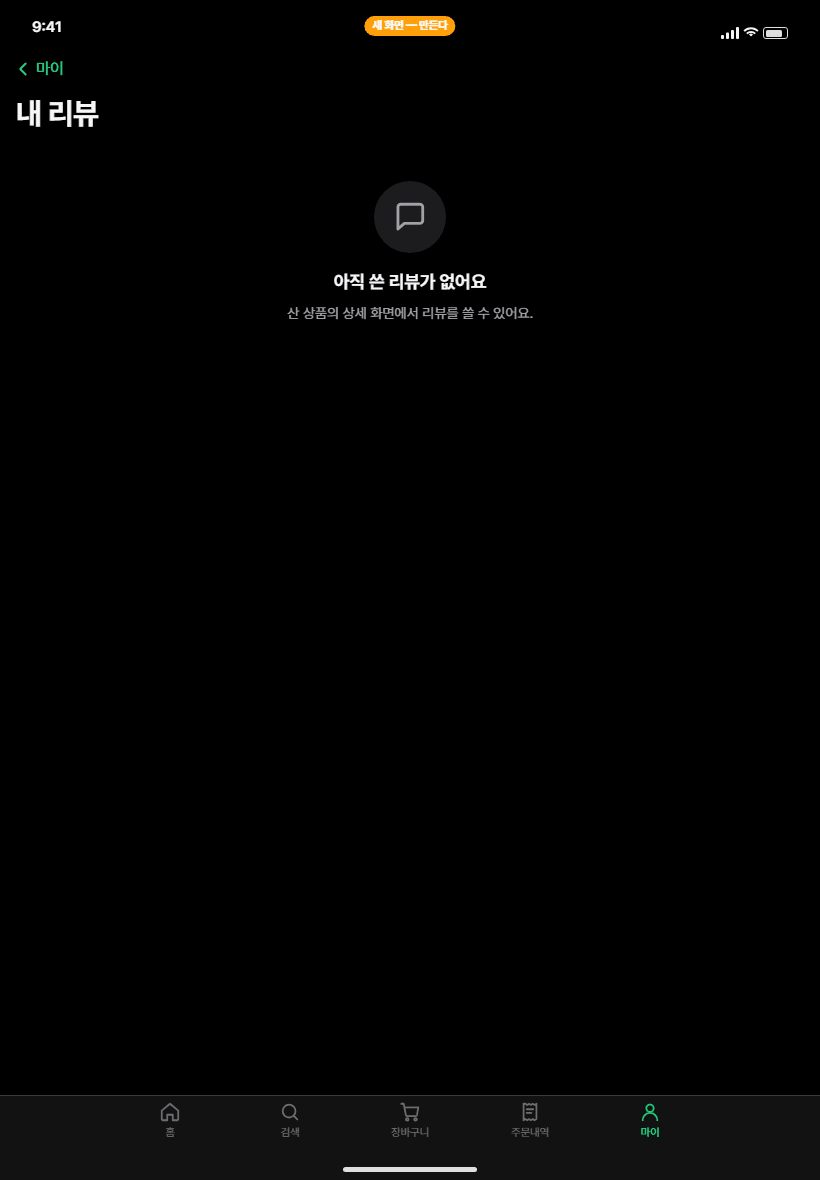 9:41
새 화면 — 만든다
마이
내 리뷰
아직 쓴 리뷰가 없어요
산 상품의 상세 화면에서 리뷰를 쓸 수 있어요.
홈
검색
장바구니
주문내역
마이